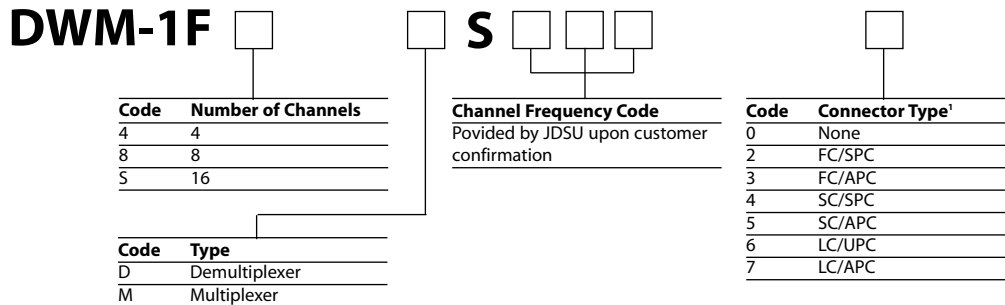 DWM-1F S
Code Number of Channels
4 4
8 8
S 16
Code Type
D Demultiplexer
M Multiplexer
Channel Frequency Code
Povided by JDSU upon customer
confirmation
Code Connector Type¹
0 None
2 FC/SPC
3 FC/APC
4 SC/SPC
5 SC/APC
6 LC/UPC
7 LC/APC